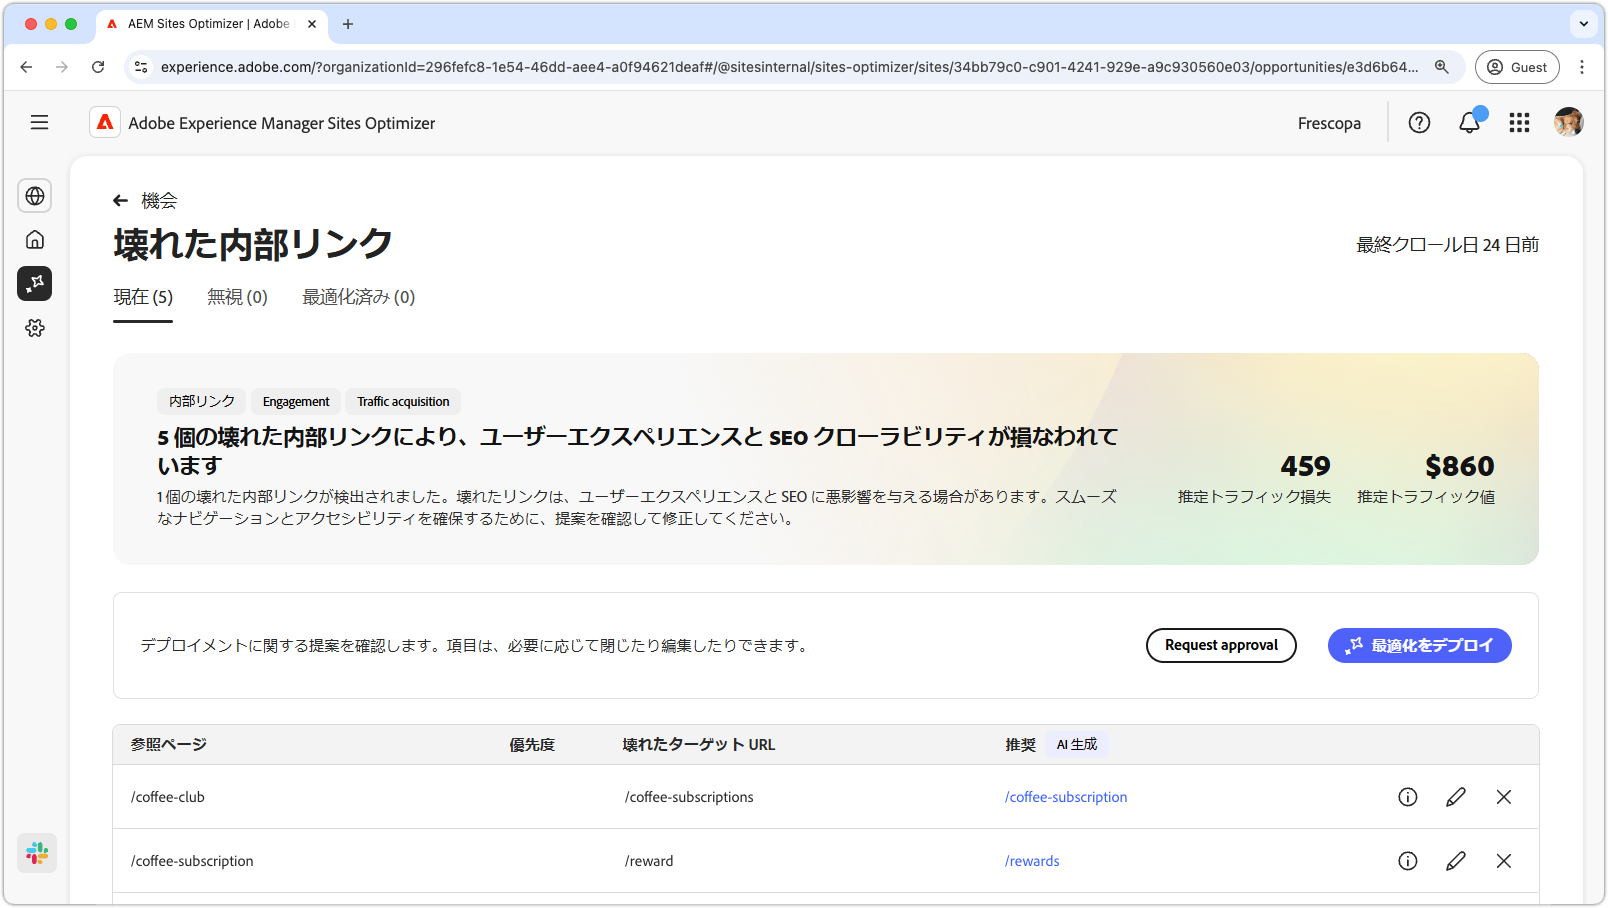 AEM Sites Optimizer | Adobe
experience.adobe.com/?organizationId=296fefc8-1e54-46dd-aee4-a0f94621deaf#/@sitesinternal/sites-optimizer/sites/34bb79c0-c901-4241-929e-a9c930560e03/opportunities/e3d6b64...
Guest
Adobe Experience Manager Sites Optimizer
Frescopa
機会
壊れた内部リンク
最終クロール日 24 日前
現在 (5) 無視 (0) 最適化済み (0)
内部リンク Engagement Traffic acquisition
5 個の壊れた内部リンクにより、ユーザーエクスペリエンスと SEO クローラビリティが損なわれて
います
1 個の壊れた内部リンクが検出されました。壊れたリンクは、ユーザーエクスペリエンスと SEO に悪影響を与える場合があります。スムーズ
なナビゲーションとアクセシビリティを確保するために、提案を確認して修正してください。
459 $860
推定トラフィック損失 推定トラフィック値
デプロイメントに関する提案を確認します。項目は、必要に応じて閉じたり編集したりできます。
Request approval 最適化をデプロイ
参照ページ 優先度 壊れたターゲット URL 推奨 AI 生成
/coffee-club /coffee-subscriptions /coffee-subscription
/coffee-subscription /reward /rewards